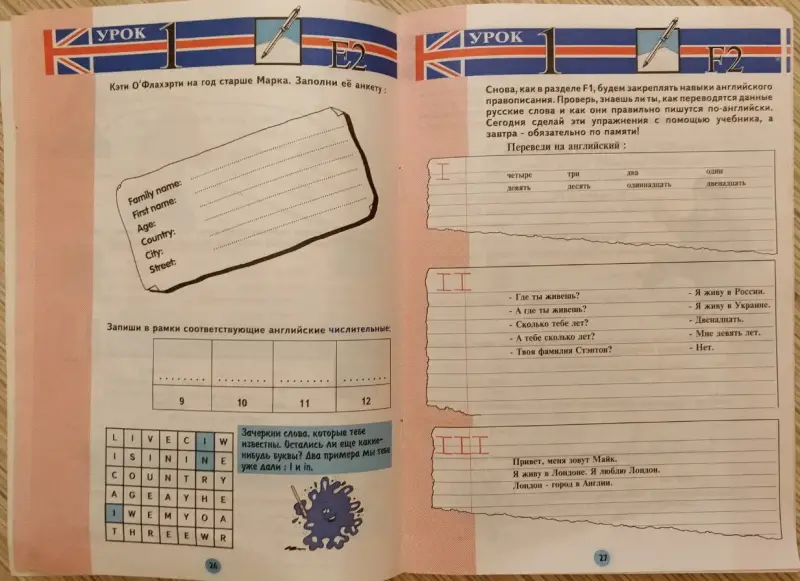 УРОК 1 E2
Кэти О'Флахэрти на год старше Марка. Заполни её анкету :
Family name:
First name:
Age:
Country:
City:
Street:
Запиши в рамки соответствующие английские числительные:
9 10 11 12
L I V E C I W
I S I N I N E
C O U N T R Y
A G E A Y H E
I W E M Y O A
T H R E E W R
Зачеркни слова, которые тебе
известны. Остались ли еще какие-
нибудь буквы? Два примера мы тебе
уже дали : I и in.
26
УРОК 1 F2
Снова, как в разделе F1, будем закреплять навыки английского
правописания. Проверь, знаешь ли ты, как переводятся данные
русские слова и как они правильно пишутся по-английски.
Сегодня сделай эти упражнения с помощью учебника, а
завтра - обязательно по памяти!
Переведи на английский :
I
четыре три два один
девять десять одиннадцать двенадцать
II
- Где ты живешь? - Я живу в России.
- А где ты живешь? - Я живу в Украине.
- Сколько тебе лет? - Двенадцать.
- А тебе сколько лет? - Мне девять лет.
- Твоя фамилия Стэнтов? - Нет.
III
Привет, меня зовут Майк.
Я живу в Лондоне. Я люблю Лондон.
Лондон - город в Англии.
27